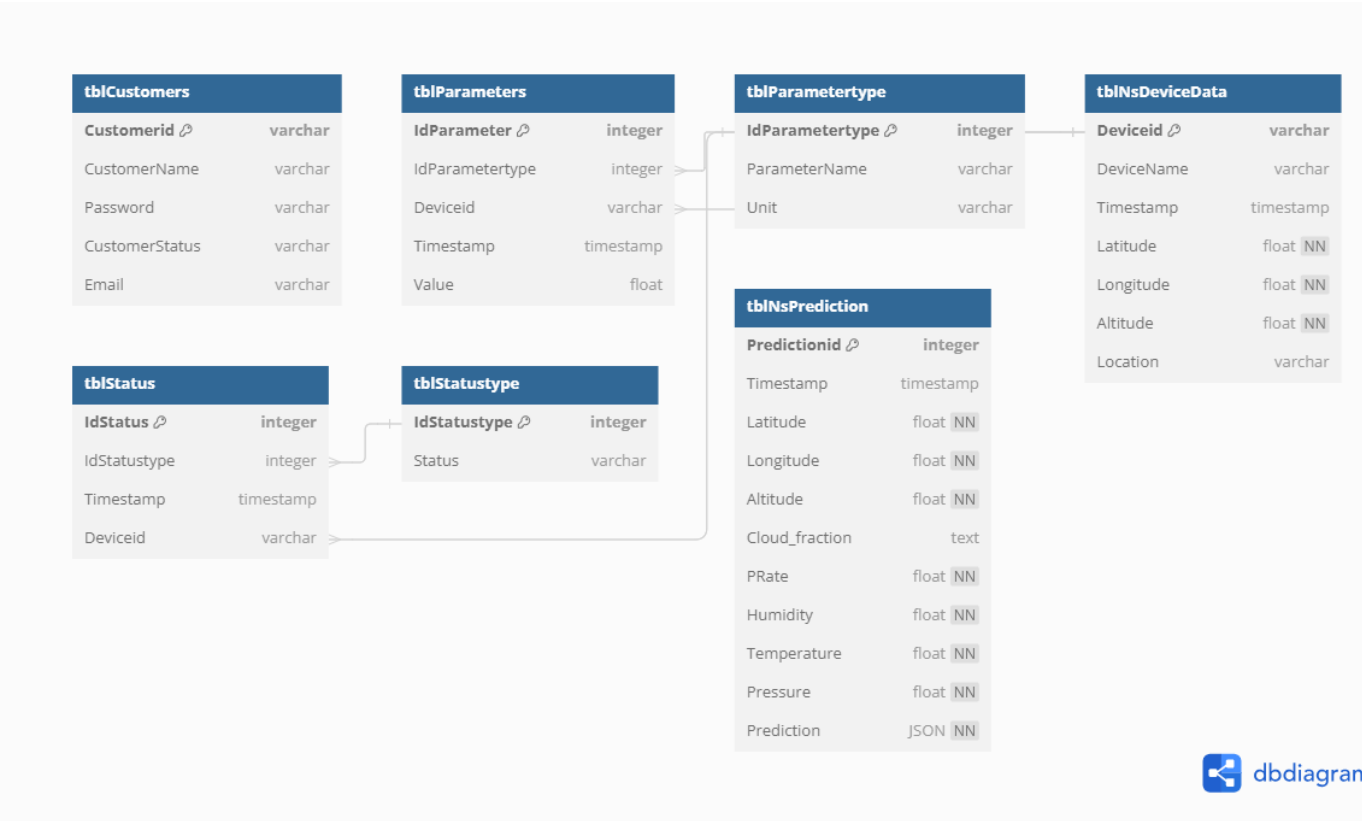 tblCustomers
Customerid varchar
CustomerName varchar
Password varchar
CustomerStatus varchar
Email varchar
tblParameters
IdParameter integer
IdParametertype integer
Deviceid varchar
Timestamp timestamp
Value float
tblParametertype
IdParametertype integer
ParameterName varchar
Unit varchar
tblNsDeviceData
Deviceid varchar
DeviceName varchar
Timestamp timestamp
Latitude float NN
Longitude float NN
Altitude float NN
Location varchar
tblStatus
IdStatus integer
IdStatustype integer
Timestamp timestamp
Deviceid varchar
tblStatustype
IdStatustype integer
Status varchar
tblNsPrediction
Predictionid integer
Timestamp timestamp
Latitude float NN
Longitude float NN
Altitude float NN
Cloud_fraction text
PRate float NN
Humidity float NN
Temperature float NN
Pressure float NN
Prediction JSON NN
dbdiagram